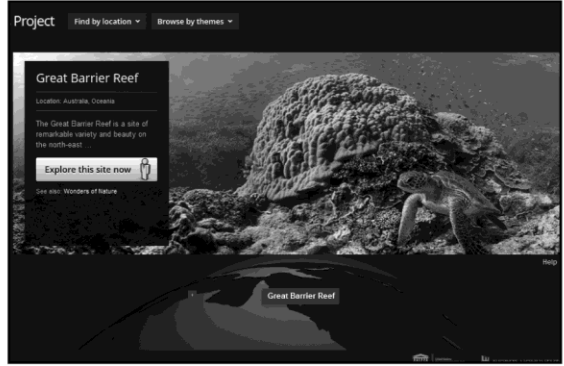 Project
Find by location
Browse by themes
Great Barrier Reef
Location: Australia, Oceania
The Great Barrier Reef is a site of
remarkable variety and beauty on
the north-east ...
Explore this site now
See also: Wonders of Nature
Help
Great Barrier Reef